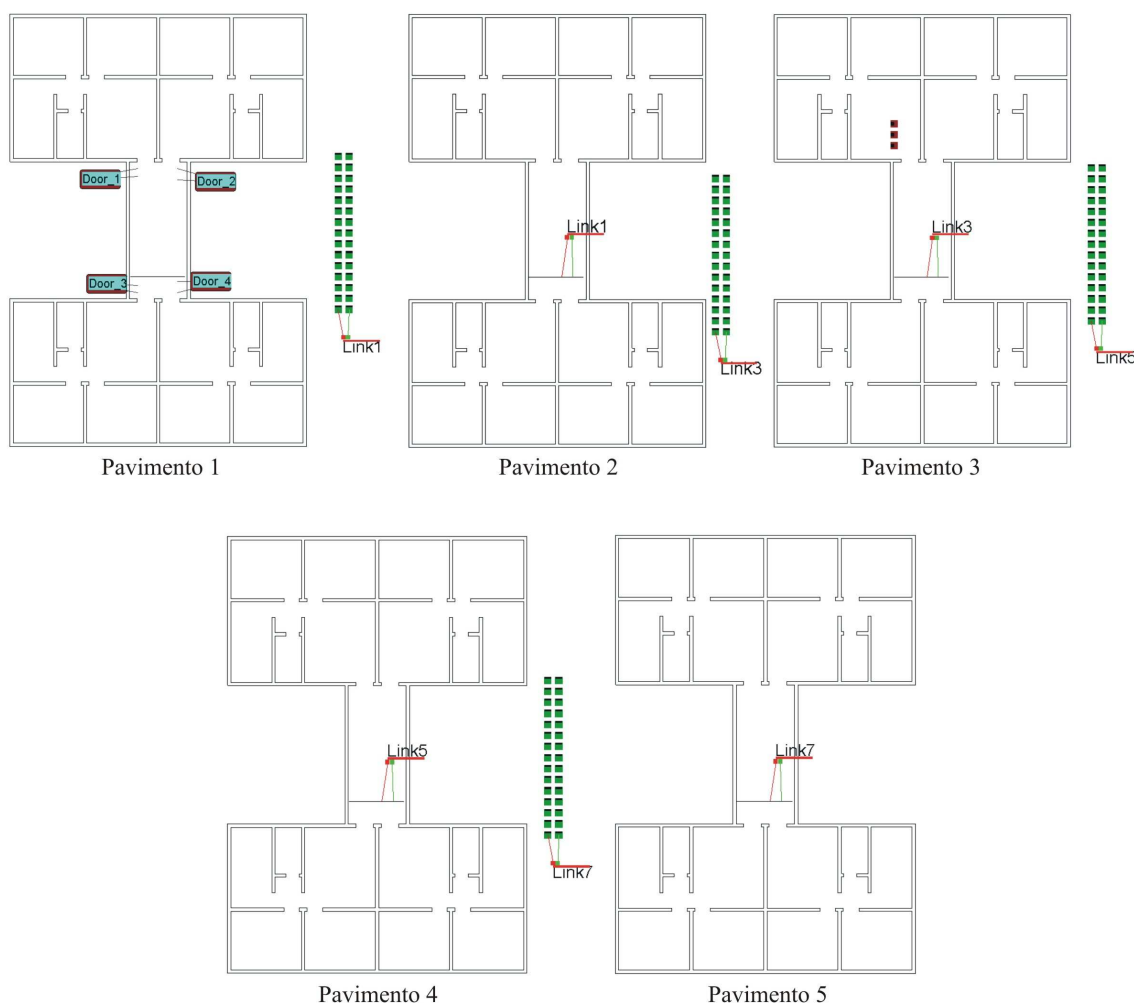 Door_1
Door_2
Door_3
Door_4
Link1
Pavimento 1
Link1
Link3
Pavimento 2
Link3
Link5
Pavimento 3
Link5
Link7
Pavimento 4
Link7
Pavimento 5